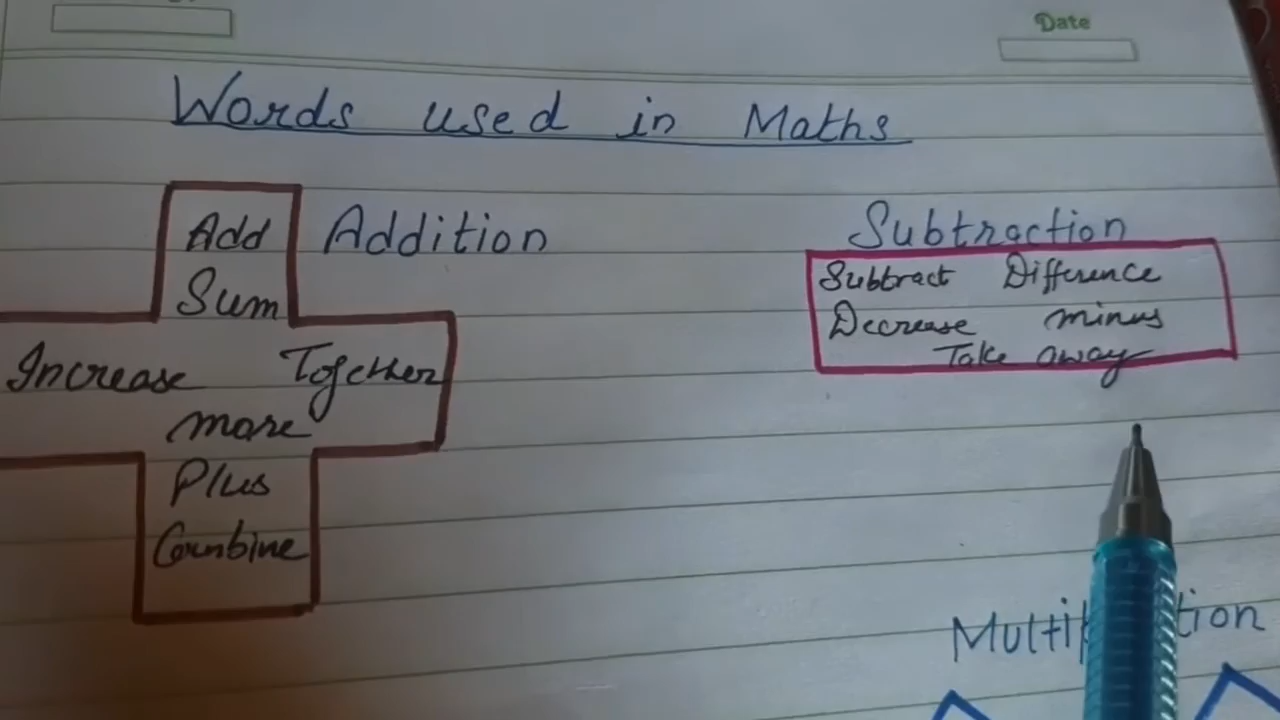 Date
Words used in Maths
Add
Addition
Sum
Increase Together
more
Plus
Combine
Subtraction
Subtract Difference
Decrease minus
Take away